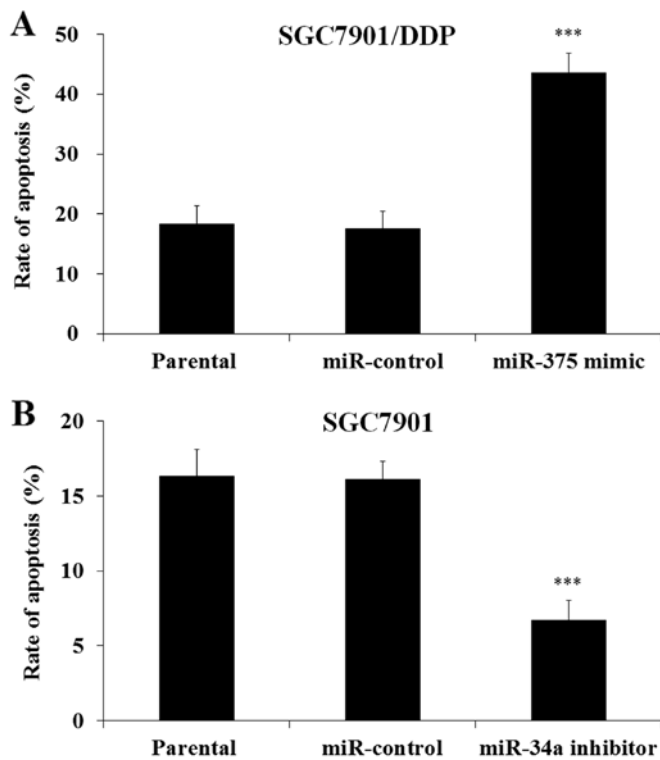 A
SGC7901/DDP
***
Rate of apoptosis (%)
50
40
30
20
10
0
Parental miR-control miR-375 mimic
B
SGC7901
***
Rate of apoptosis (%)
20
15
10
5
0
Parental miR-control miR-34a inhibitor